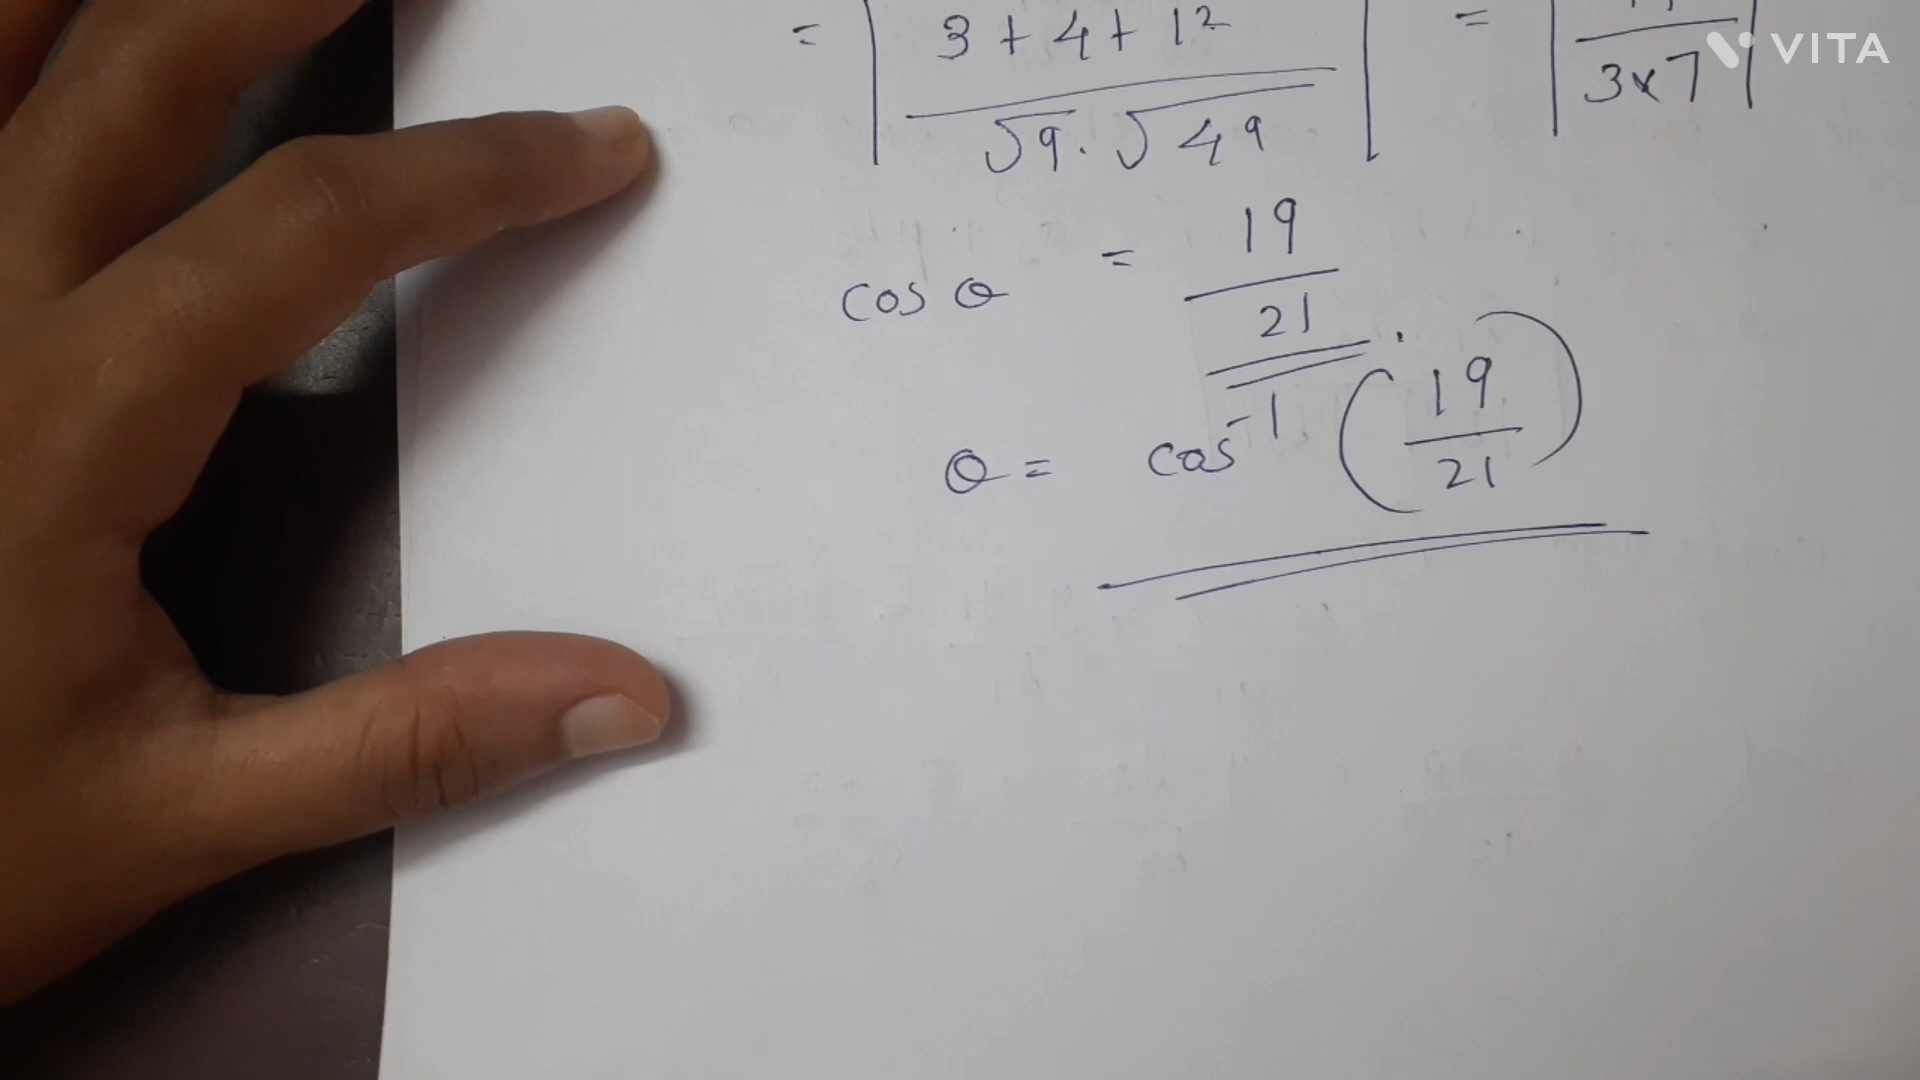 = | 3 + 4 + 12 / √9 . √49 | = | / 3 x 7 |
VITA
cos θ = 19 / 21
θ = cos⁻¹ ( 19 / 21 )